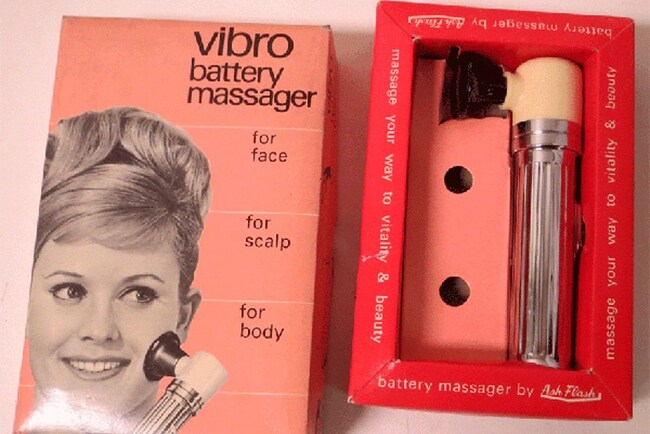 vibro
battery
massager
for
face
for
scalp
for
body
battery massager by Ash Flash
massage your way to vitality & beauty
massage your way to vitality & beauty
battery massager by Ash Flash